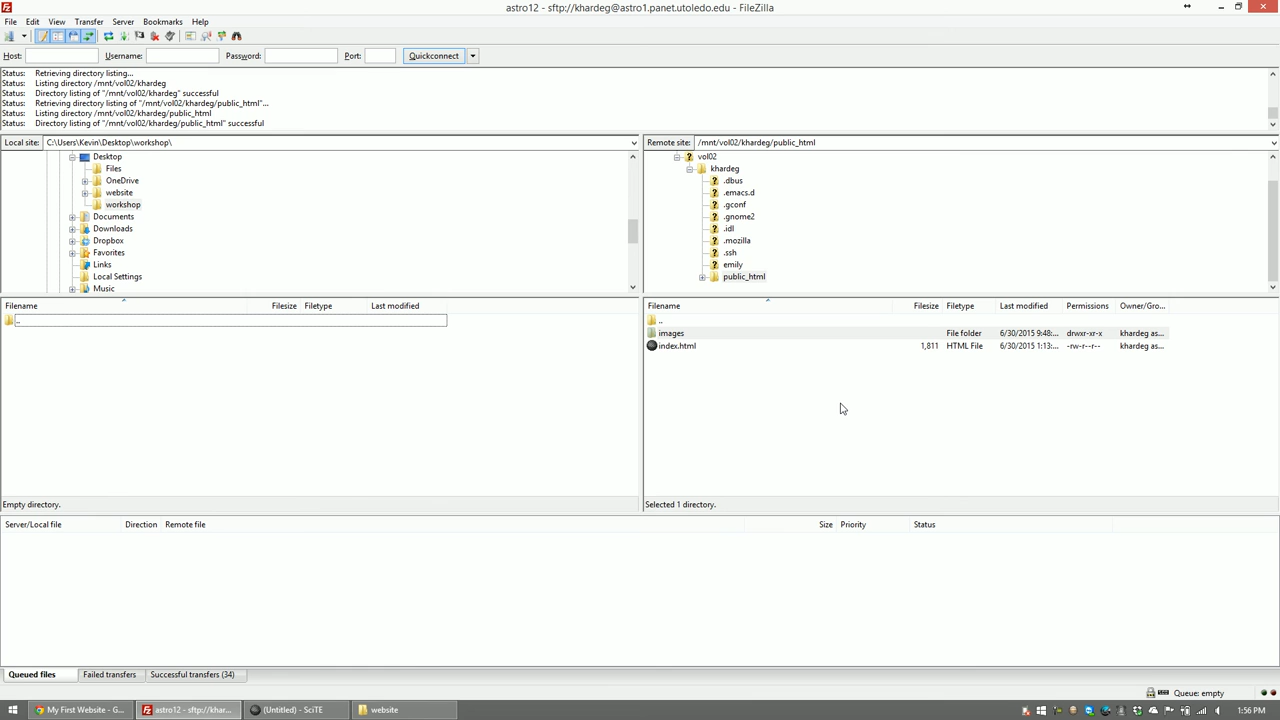 astro12 - sftp://khardeg@astro1.panet.utoledo.edu - FileZilla
File Edit View Transfer Server Bookmarks Help
Host: Username: Password: Port: Quickconnect
Status: Retrieving directory listing...
Status: Listing directory /mnt/vol02/khardeg
Status: Directory listing of "/mnt/vol02/khardeg" successful
Status: Retrieving directory listing of "/mnt/vol02/khardeg/public_html"...
Status: Listing directory /mnt/vol02/khardeg/public_html
Status: Directory listing of "/mnt/vol02/khardeg/public_html" successful
Local site: C:\Users\Kevin\Desktop\workshop\
Desktop
Files
OneDrive
website
workshop
Documents
Downloads
Dropbox
Favorites
Links
Local Settings
Music
Remote site: /mnt/vol02/khardeg/public_html
vol02
khardeg
.dbus
.emacs.d
.gconf
.gnome2
.idl
.mozilla
.ssh
emily
public_html
Filename Filesize Filetype Last modified
..
Empty directory.
Filename Filesize Filetype Last modified Permissions Owner/Gro...
..
images File folder 6/30/2015 9:48:... drwxr-xr-x khardeg as...
index.html 1,811 HTML File 6/30/2015 1:13:... -rw-r--r-- khardeg as...
Selected 1 directory.
Server/Local file Direction Remote file Size Priority Status
Queued files Failed transfers Successful transfers (34)
Queue: empty
My First Website - G... astro12 - sftp://khar... (Untitled) - SciTE website 1:56 PM